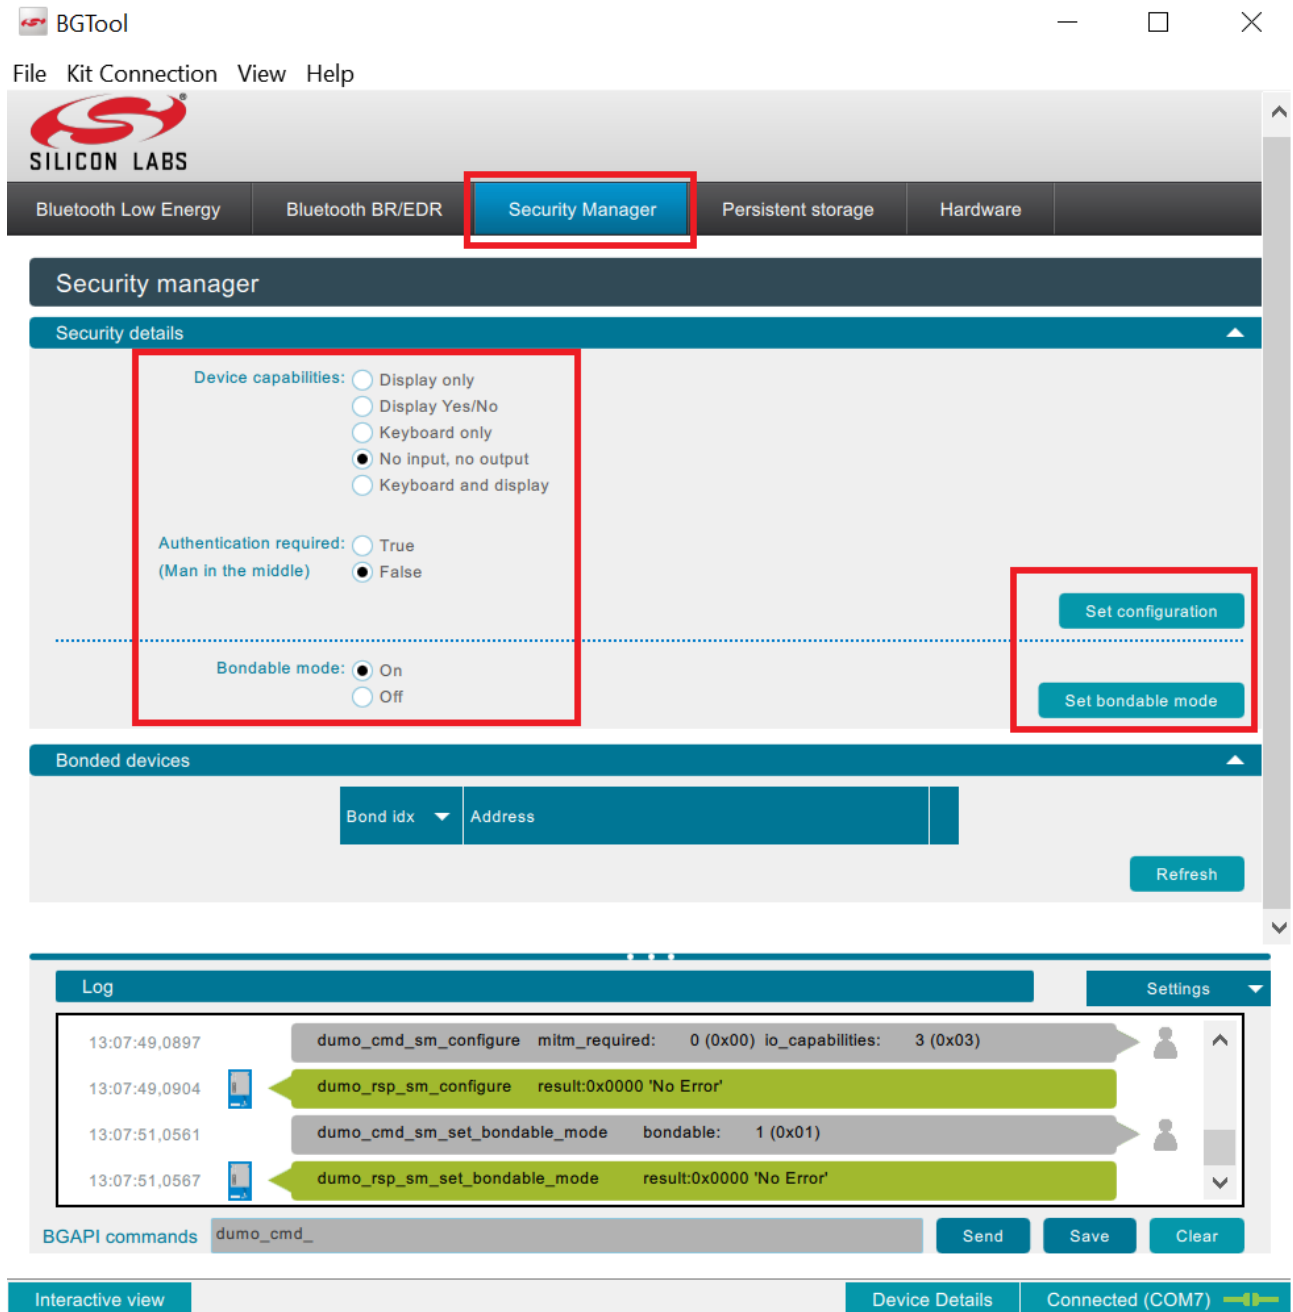 BGTool
File Kit Connection View Help
SILICON LABS
Bluetooth Low Energy Bluetooth BR/EDR Security Manager Persistent storage Hardware
Security manager
Security details
Device capabilities: Display only
Display Yes/No
Keyboard only
No input, no output
Keyboard and display
Authentication required: True
(Man in the middle) False
Set configuration
Bondable mode: On
Off
Set bondable mode
Bonded devices
Bond idx Address
Refresh
Log Settings
13:07:49,0897 dumo_cmd_sm_configure mitm_required: 0 (0x00) io_capabilities: 3 (0x03)
13:07:49,0904 dumo_rsp_sm_configure result:0x0000 'No Error'
13:07:51,0561 dumo_cmd_sm_set_bondable_mode bondable: 1 (0x01)
13:07:51,0567 dumo_rsp_sm_set_bondable_mode result:0x0000 'No Error'
BGAPI commands dumo_cmd_ Send Save Clear
Interactive view Device Details Connected (COM7)